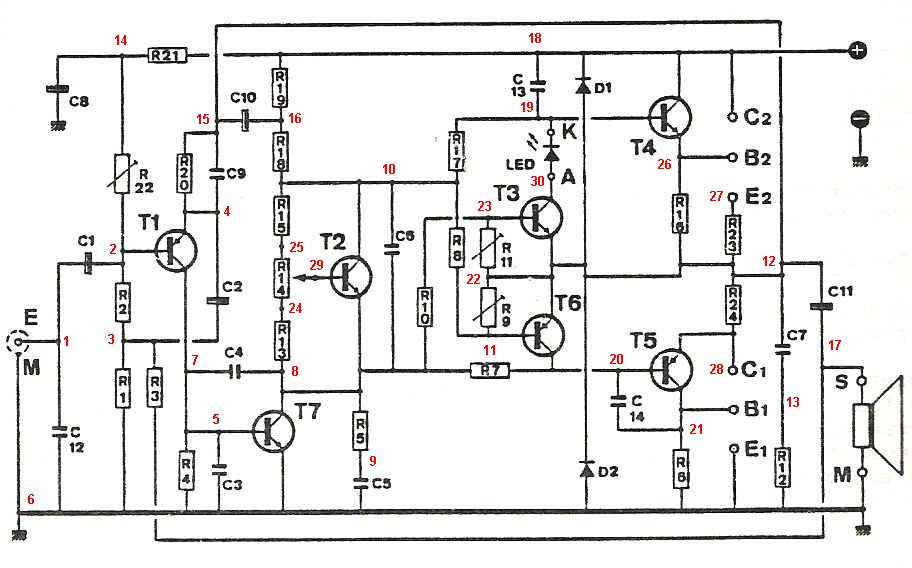 14
R21
18
+
C8
C10
15
16
R19
C
13
D1
19
K
LED
A
30
T4
C2
B2
E2
26
27
−
R
22
R20
C9
R18
R17
10
4
T1
T3
R16
R23
2
C1
R15
25
T2
29
R14
24
C6
23
R
11
R8
22
R
9
T6
R10
12
R24
C11
E
M
1
R2
3
C2
R13
C7
17
7
C4
8
11
R7
20
T5
28
C1
R1
R3
C
14
B1
13
S
C
12
5
T7
R5
21
E1
R4
C3
9
C5
D2
R6
R12
M
6